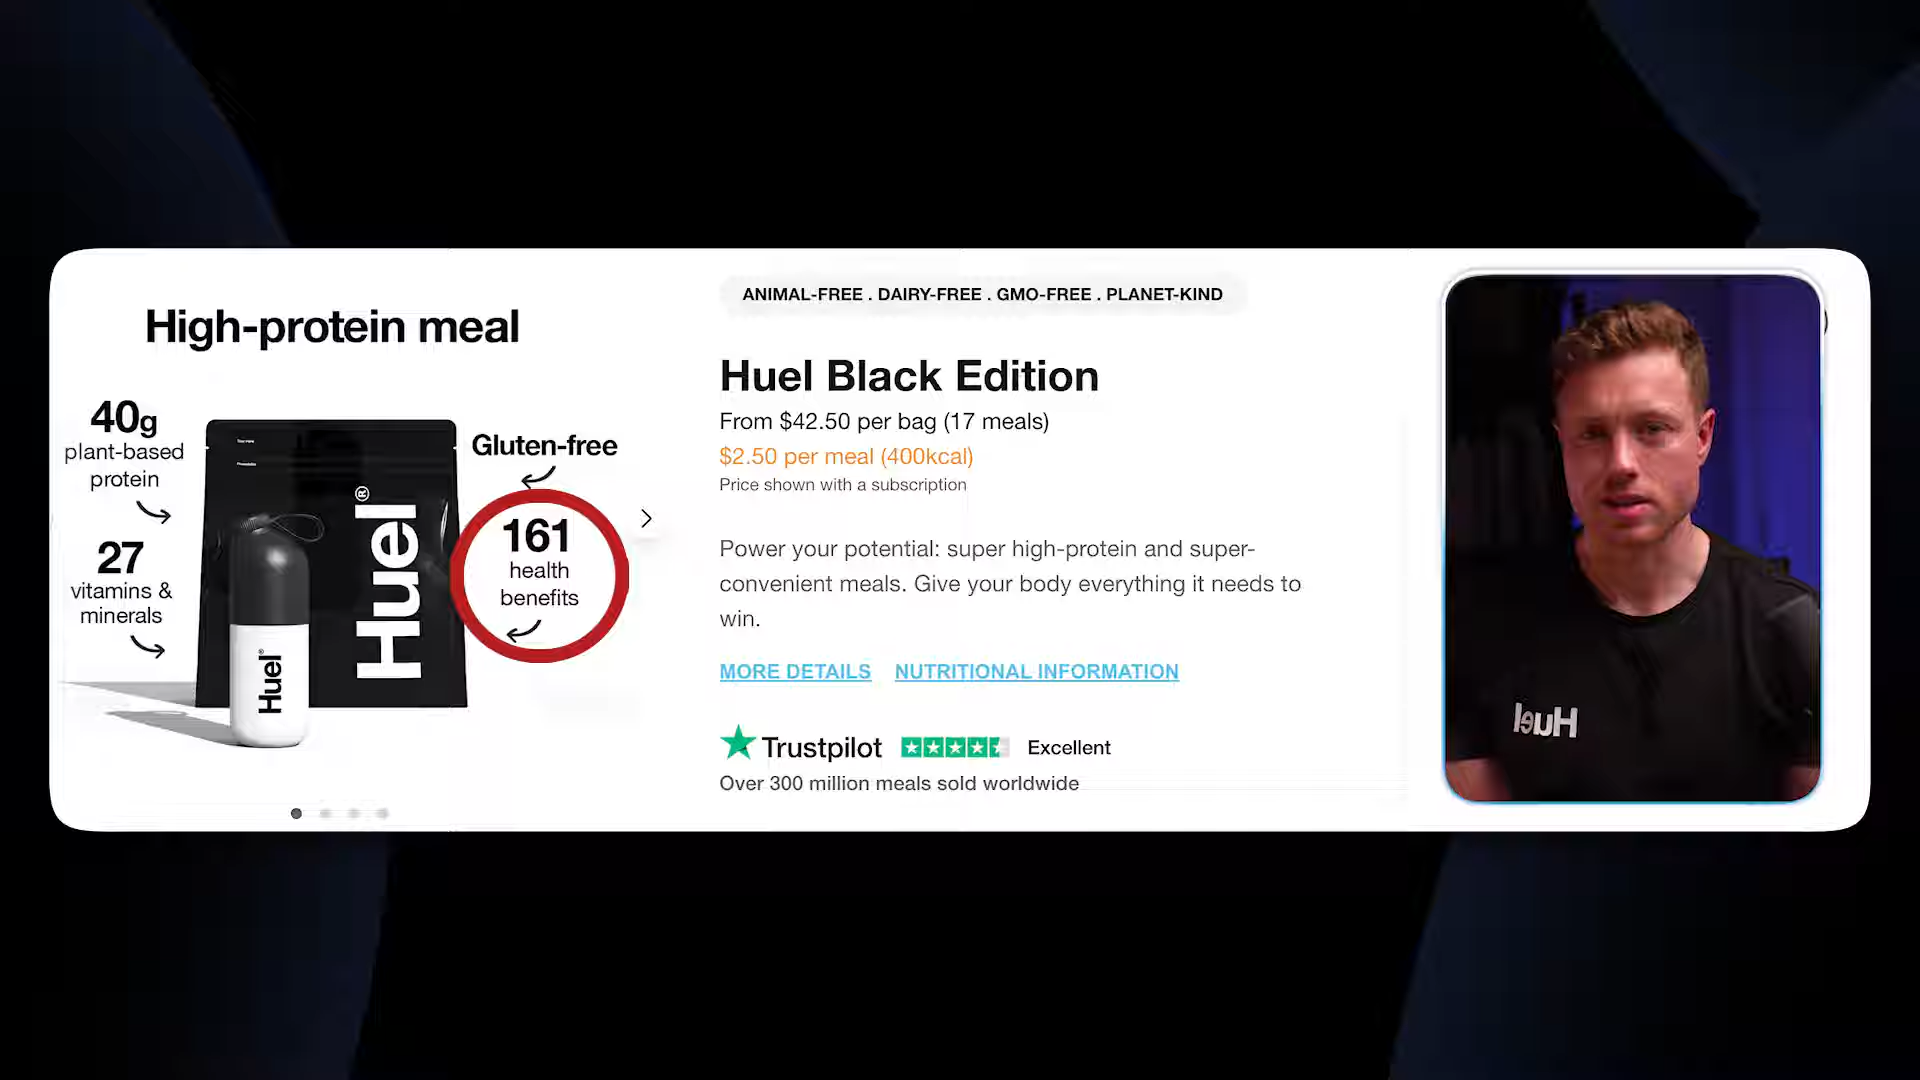 High-protein meal
40g
plant-based
protein
27
vitamins &
minerals
Huel®
Huel®
Gluten-free
161
health
benefits
ANIMAL-FREE . DAIRY-FREE . GMO-FREE . PLANET-KIND
Huel Black Edition
From $42.50 per bag (17 meals)
$2.50 per meal (400kcal)
Price shown with a subscription
Power your potential: super high-protein and super-
convenient meals. Give your body everything it needs to
win.
MORE DETAILS NUTRITIONAL INFORMATION
Trustpilot Excellent
Over 300 million meals sold worldwide
Huel